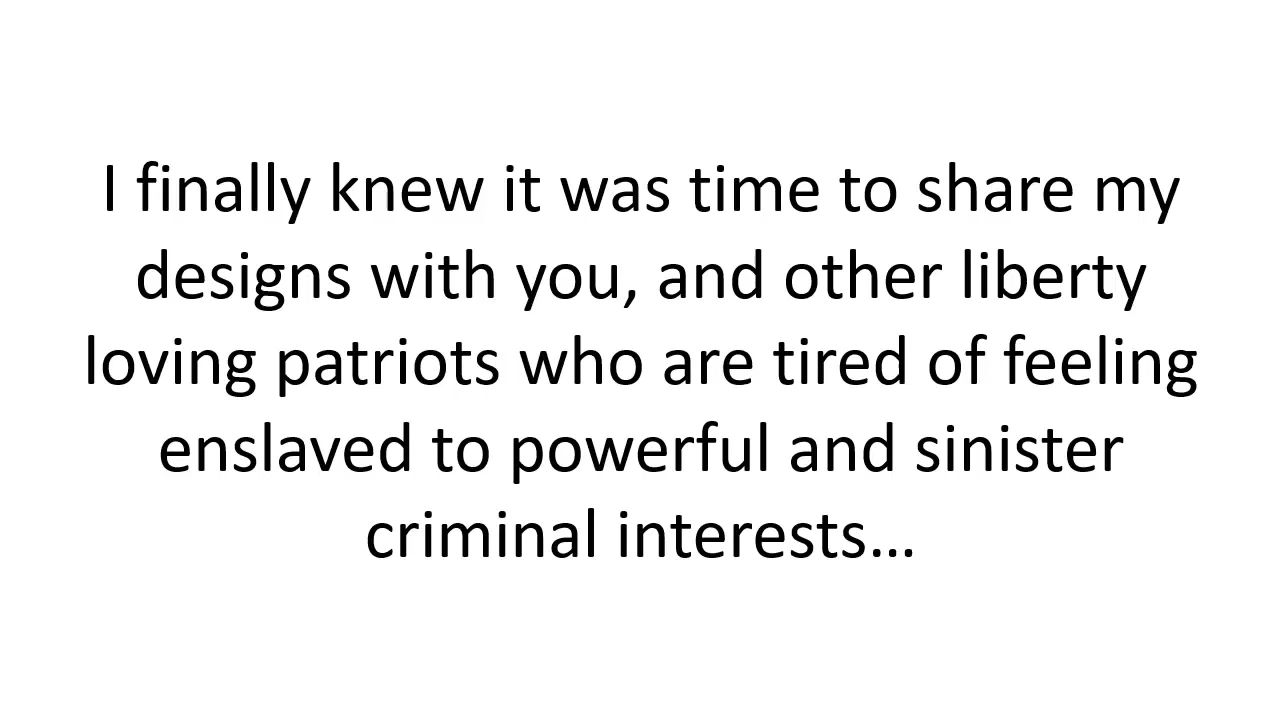 I finally knew it was time to share my
designs with you, and other liberty
loving patriots who are tired of feeling
enslaved to powerful and sinister
criminal interests…